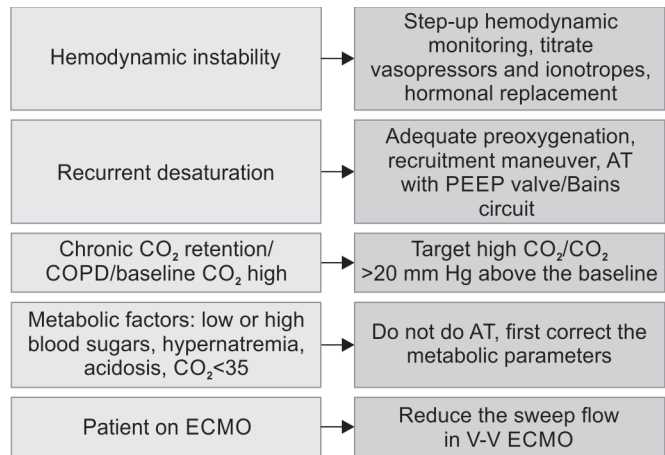 Hemodynamic instability
Step-up hemodynamic
monitoring, titrate
vasopressors and ionotropes,
hormonal replacement
Recurrent desaturation
Adequate preoxygenation,
recruitment maneuver, AT
with PEEP valve/Bains
circuit
Chronic CO₂ retention/
COPD/baseline CO₂ high
Target high CO₂/CO₂
>20 mm Hg above the baseline
Metabolic factors: low or high
blood sugars, hypernatremia,
acidosis, CO₂<35
Do not do AT, first correct the
metabolic parameters
Patient on ECMO
Reduce the sweep flow
in V-V ECMO